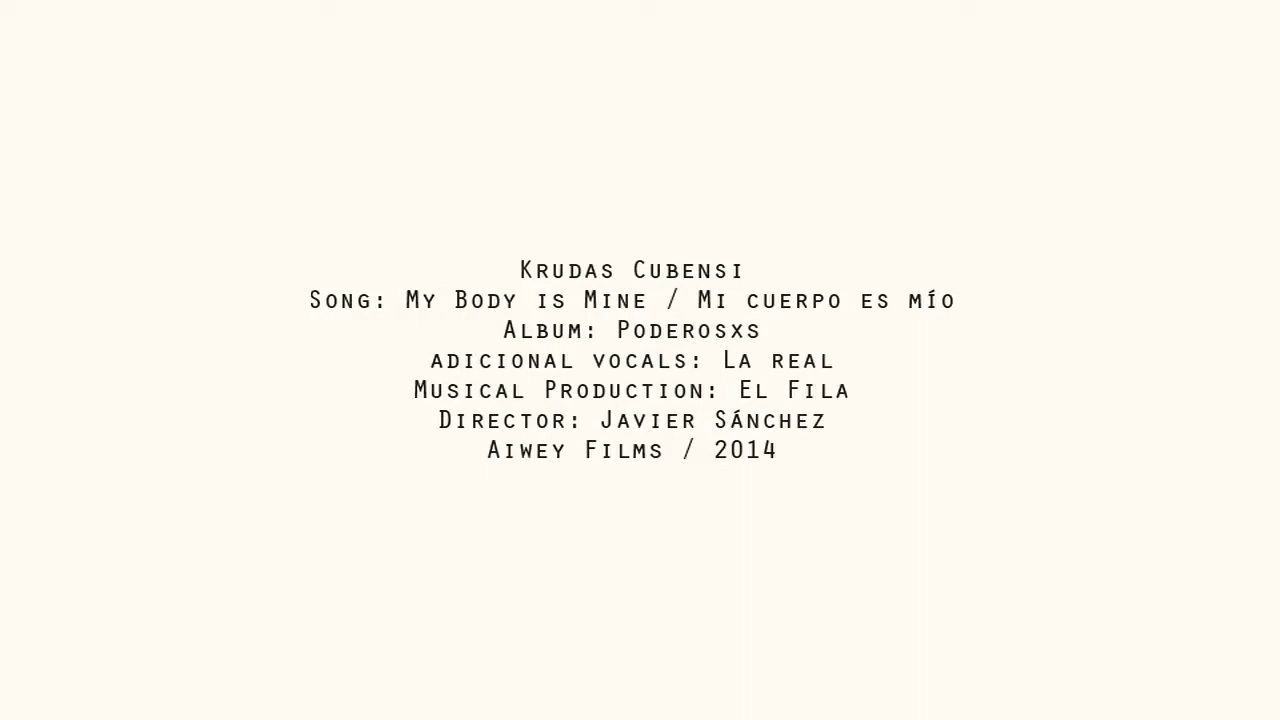 Krudas Cubensi
Song: My Body is Mine / Mi cuerpo es mío
Album: Poderosxs
adicional vocals: La real
Musical Production: El Fila
Director: Javier Sánchez
Aiwey Films / 2014